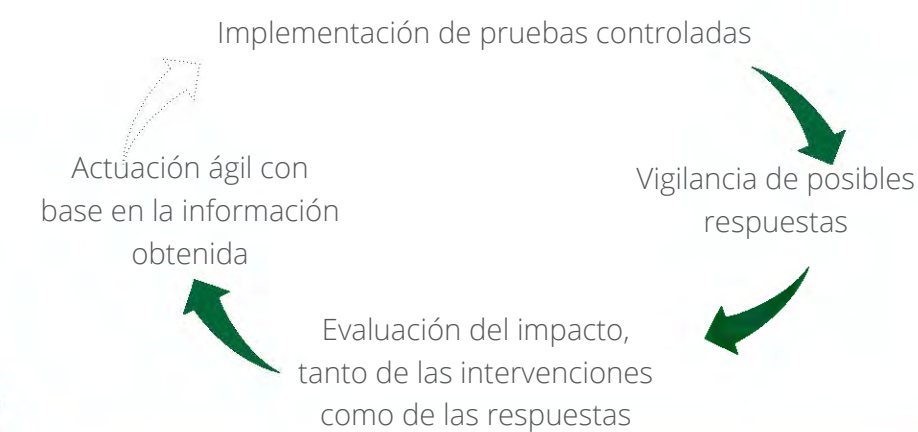 Implementación de pruebas controladas
Vigilancia de posibles
respuestas
Evaluación del impacto,
tanto de las intervenciones
como de las respuestas
Actuación ágil con
base en la información
obtenida